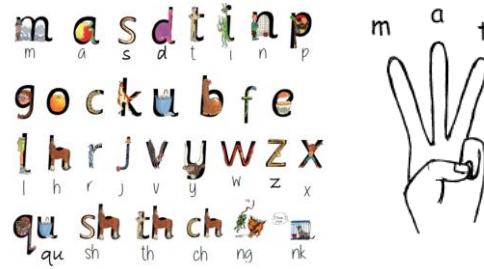 m a s d t i n p
m a s d t i n p
g o c k u b f e
l h r j v y w z x
l h r j v y w z x
qu sh th ch
qu sh th ch ng nk
m a t